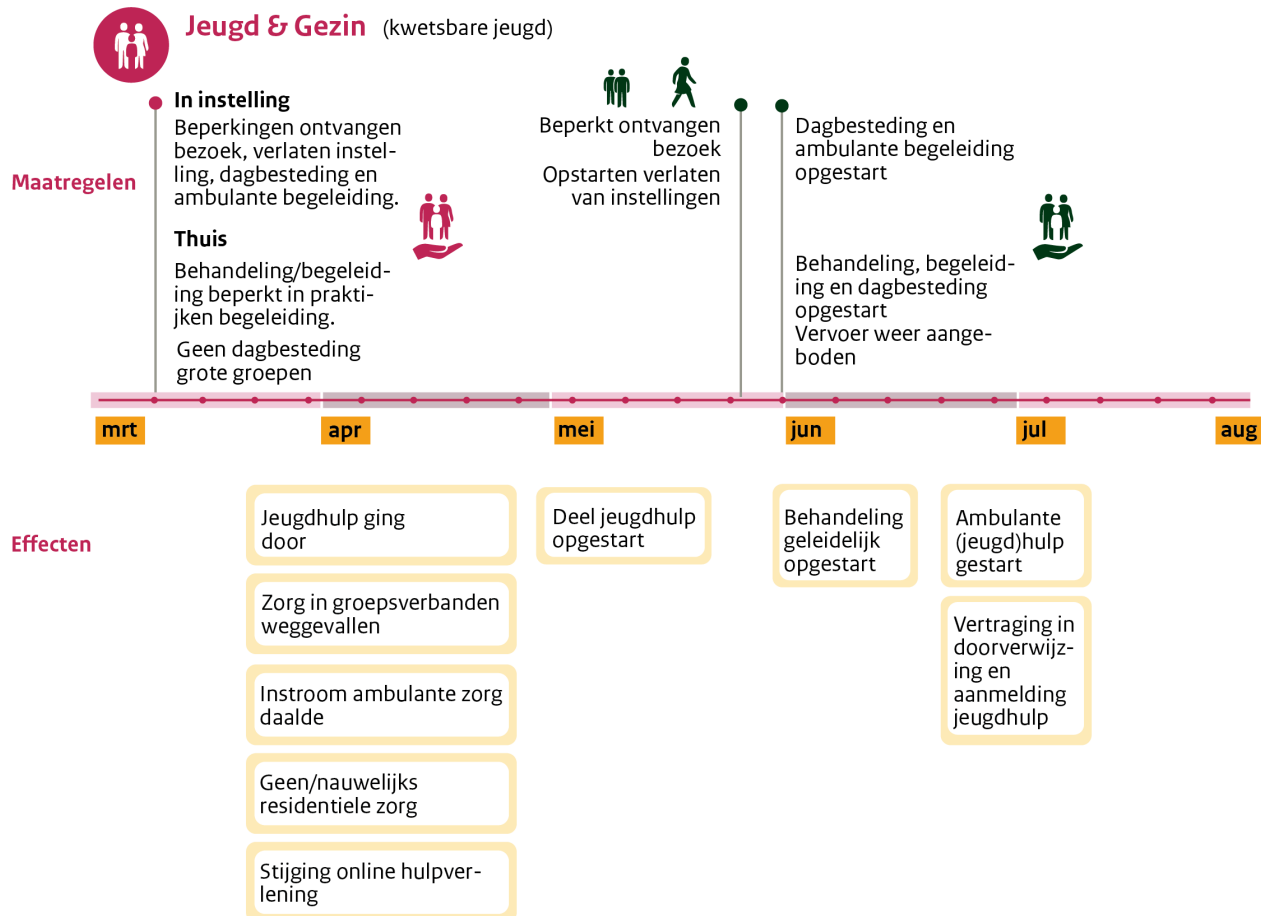 Jeugd & Gezin (kwetsbare jeugd)
Maatregelen
In instelling
Beperkingen ontvangen
bezoek, verlaten instel-
ling, dagbesteding en
ambulante begeleiding.
Thuis
Behandeling/begeleid-
ing beperkt in prakti-
jken begeleiding.
Geen dagbesteding
grote groepen
Beperkt ontvangen
bezoek
Opstarten verlaten
van instellingen
Dagbesteding en
ambulante begeleiding
opgestart
Behandeling, begeleid-
ing en dagbesteding
opgestart
Vervoer weer aange-
boden
mrt apr mei jun jul aug
Effecten
Jeugdhulp ging
door
Zorg in groepsverbanden
weggevallen
Instroom ambulante zorg
daalde
Geen/nauwelijks
residentiele zorg
Stijging online hulpver-
lening
Deel jeugdhulp
opgestart
Behandeling
geleidelijk
opgestart
Ambulante
(jeugd)hulp
gestart
Vertraging in
doorverwijz-
ing en
aanmelding
jeugdhulp